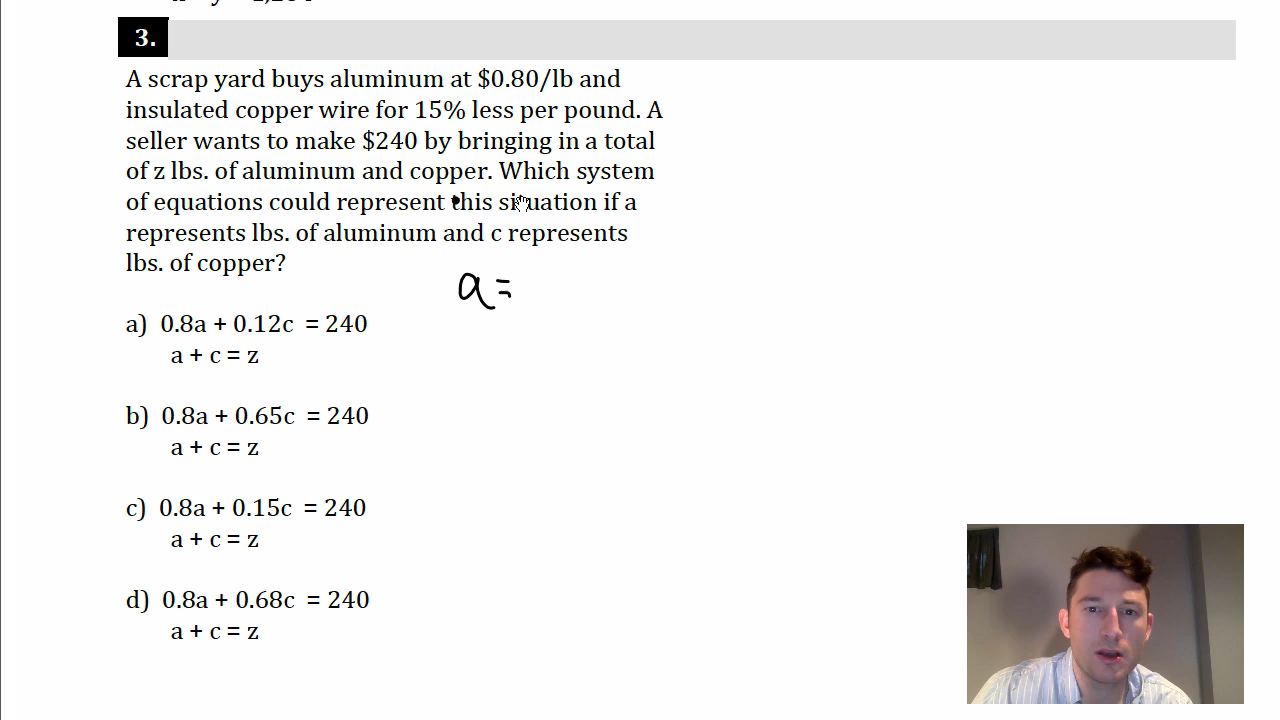 3.
A scrap yard buys aluminum at $0.80/lb and
insulated copper wire for 15% less per pound. A
seller wants to make $240 by bringing in a total
of z lbs. of aluminum and copper. Which system
of equations could represent this situation if a
represents lbs. of aluminum and c represents
lbs. of copper?
a =
a) 0.8a + 0.12c = 240
a + c = z
b) 0.8a + 0.65c = 240
a + c = z
c) 0.8a + 0.15c = 240
a + c = z
d) 0.8a + 0.68c = 240
a + c = z